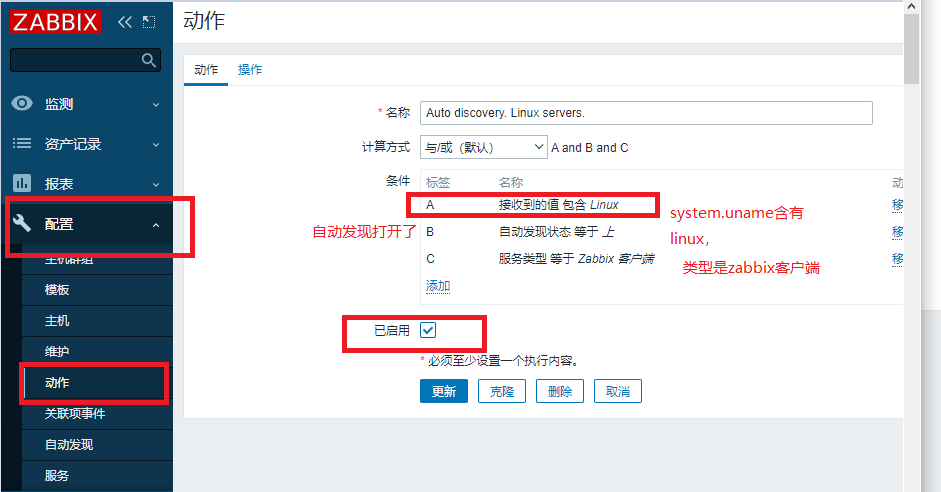 ZABBIX
动作
监测
资产记录
报表
配置
主机群组
模板
主机
维护
动作
关联项事件
自动发现
服务
动作 操作
* 名称 Auto discovery. Linux servers.
计算方式 与/或（默认） A and B and C
条件 标签 名称 动
A 接收到的值 包含 Linux 移
B 自动发现状态 等于 上 移
C 服务类型 等于 Zabbix 客户端 移
添加
自动发现打开了
system.uname含有
linux，
类型是zabbix客户端
已启用
* 必须至少设置一个执行内容。
更新 克隆 删除 取消